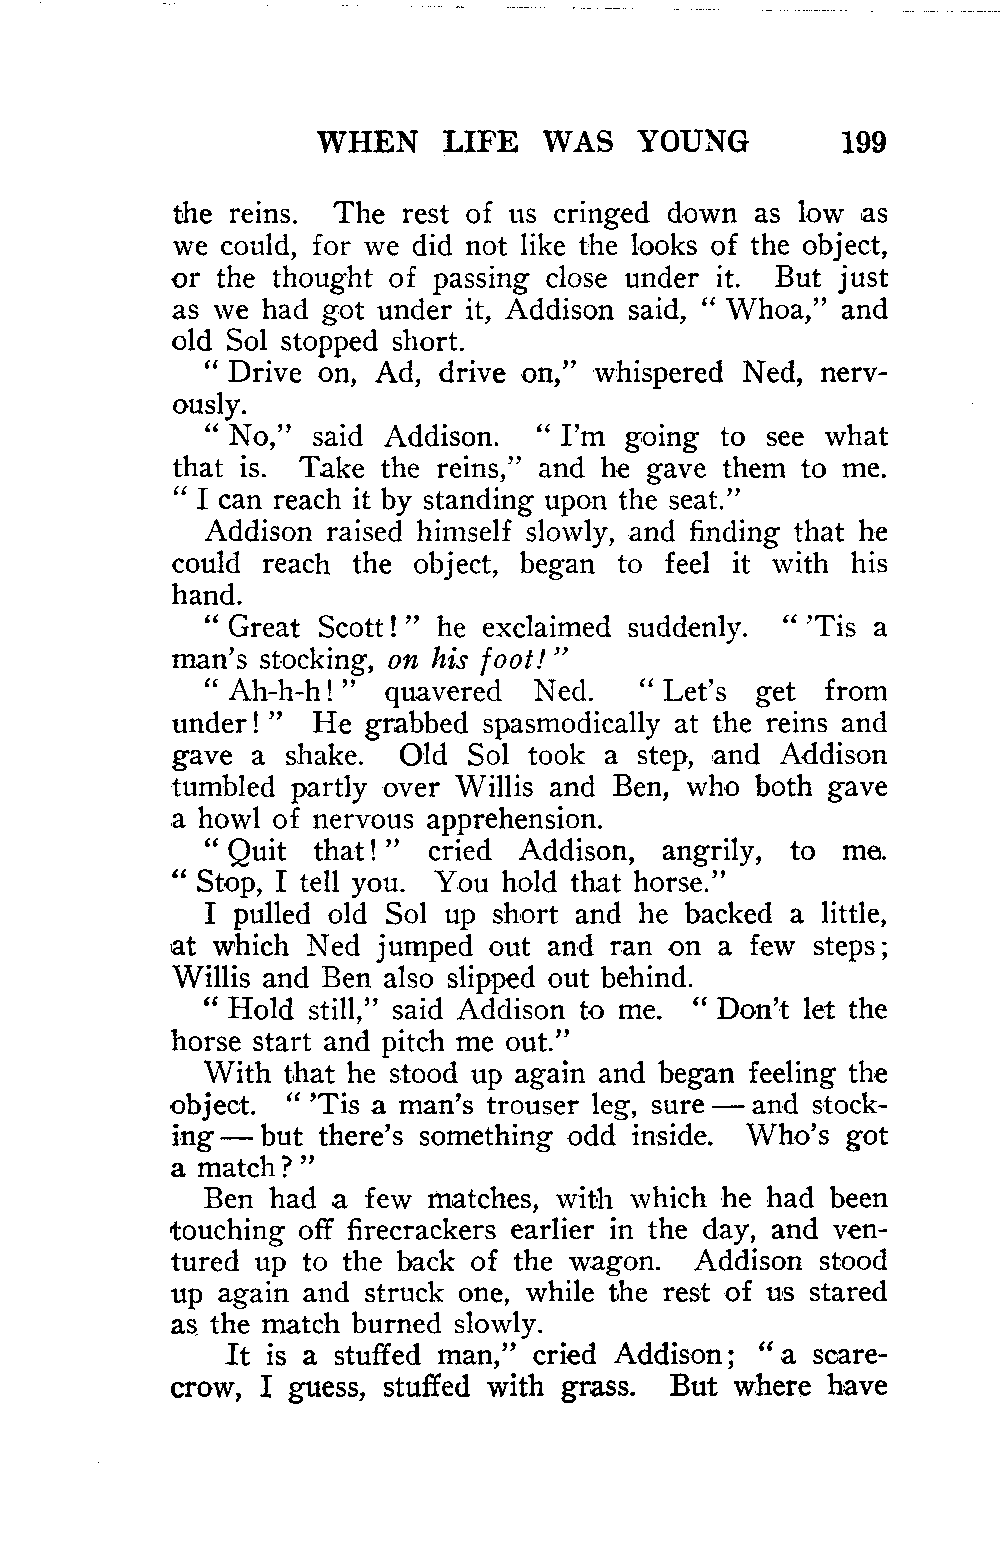 WHEN LIFE WAS YOUNG 199
the reins. The rest of us cringed down as low as
we could, for we did not like the looks of the object,
or the thought of passing close under it. But just
as we had got under it, Addison said, " Whoa," and
old Sol stopped short.
" Drive on, Ad, drive on," whispered Ned, nerv-
ously.
" No," said Addison. " I'm going to see what
that is. Take the reins," and he gave them to me.
" I can reach it by standing upon the seat."
Addison raised himself slowly, and finding that he
could reach the object, began to feel it with his
hand.
" Great Scott! " he exclaimed suddenly. " 'Tis a
man's stocking, on his foot! "
" Ah-h-h! " quavered Ned. " Let's get from
under! " He grabbed spasmodically at the reins and
gave a shake. Old Sol took a step, and Addison
tumbled partly over Willis and Ben, who both gave
a howl of nervous apprehension.
" Quit that! " cried Addison, angrily, to me.
" Stop, I tell you. You hold that horse."
I pulled old Sol up short and he backed a little,
at which Ned jumped out and ran on a few steps;
Willis and Ben also slipped out behind.
" Hold still," said Addison to me. " Don't let the
horse start and pitch me out."
With that he stood up again and began feeling the
object. " 'Tis a man's trouser leg, sure — and stock-
ing — but there's something odd inside. Who's got
a match? "
Ben had a few matches, with which he had been
touching off firecrackers earlier in the day, and ven-
tured up to the back of the wagon. Addison stood
up again and struck one, while the rest of us stared
as the match burned slowly.
It is a stuffed man," cried Addison; " a scare-
crow, I guess, stuffed with grass. But where have